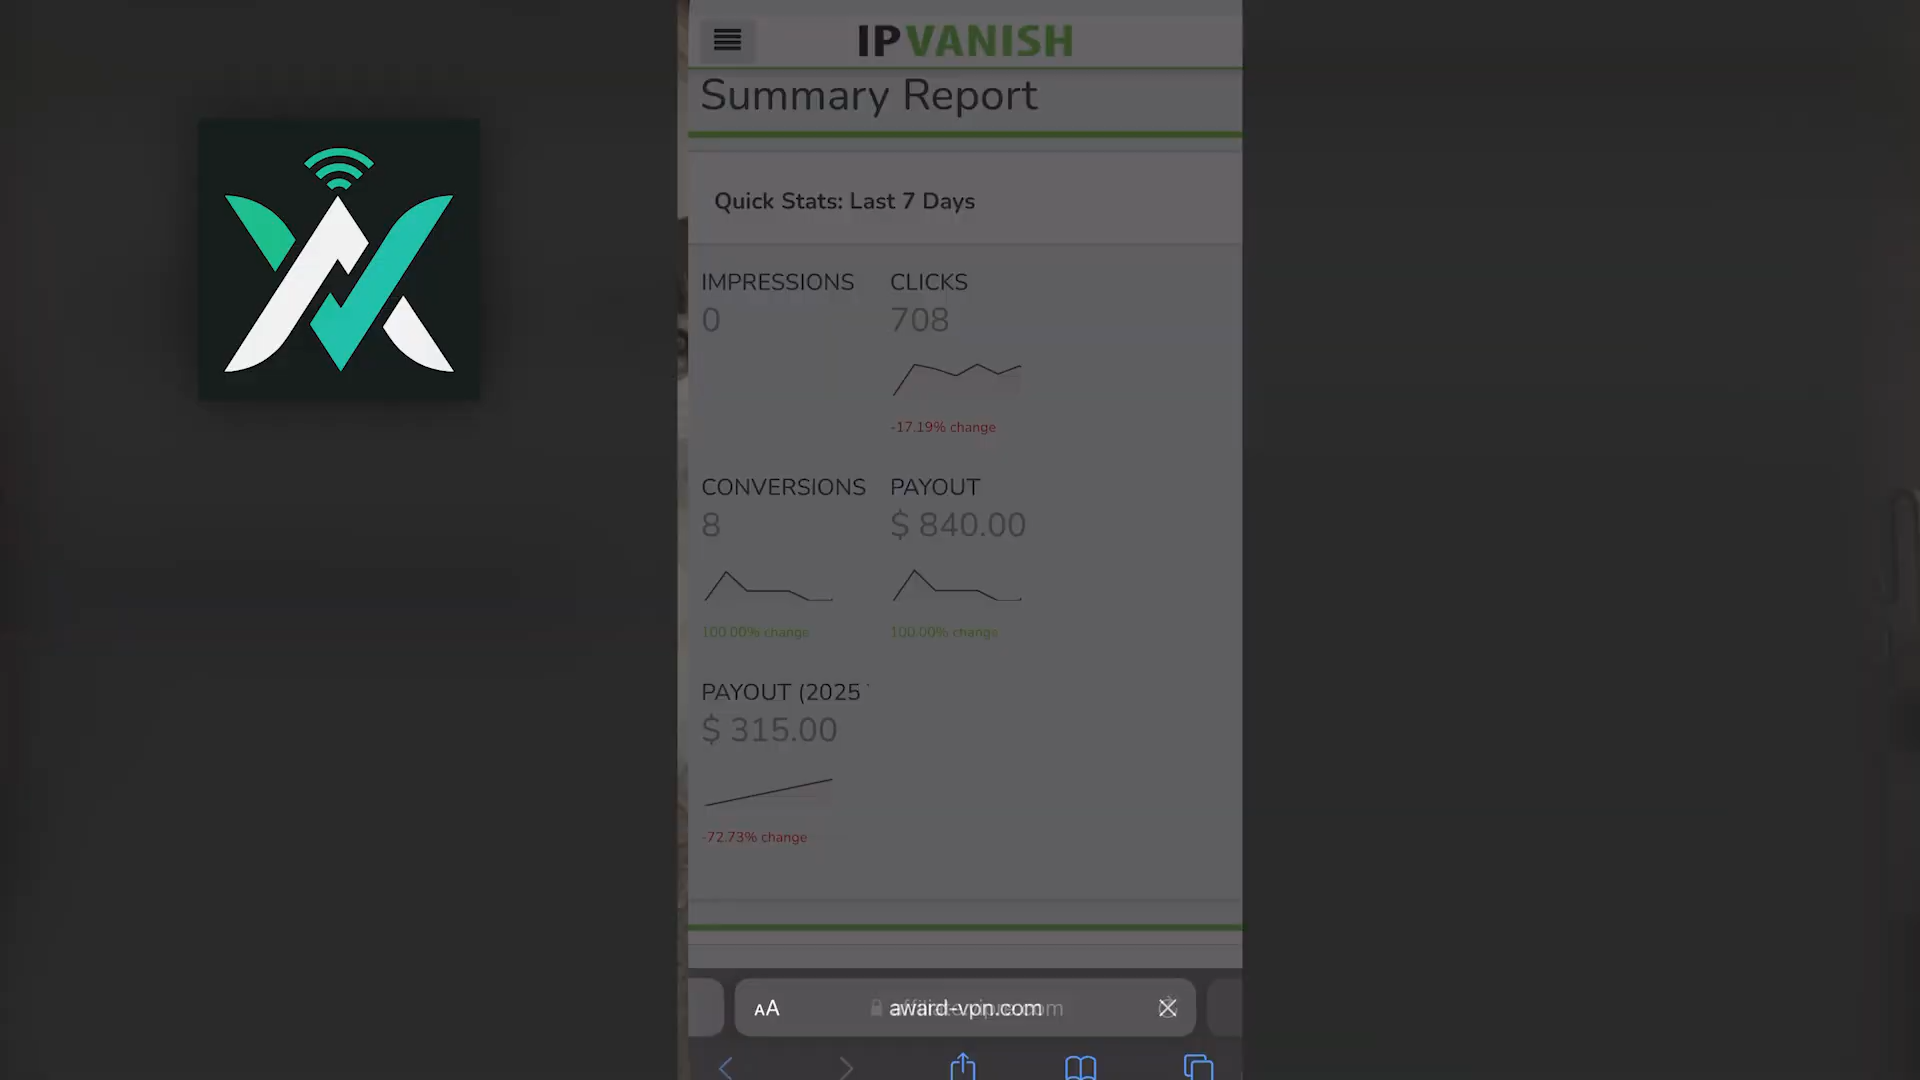 IPVANISH
Summary Report
Quick Stats: Last 7 Days
IMPRESSIONS CLICKS
0 708
-17.19% change
CONVERSIONS PAYOUT
8 $ 840.00
100.00% change 100.00% change
PAYOUT (2025
$ 315.00
-72.73% change
AA award-vpn.com